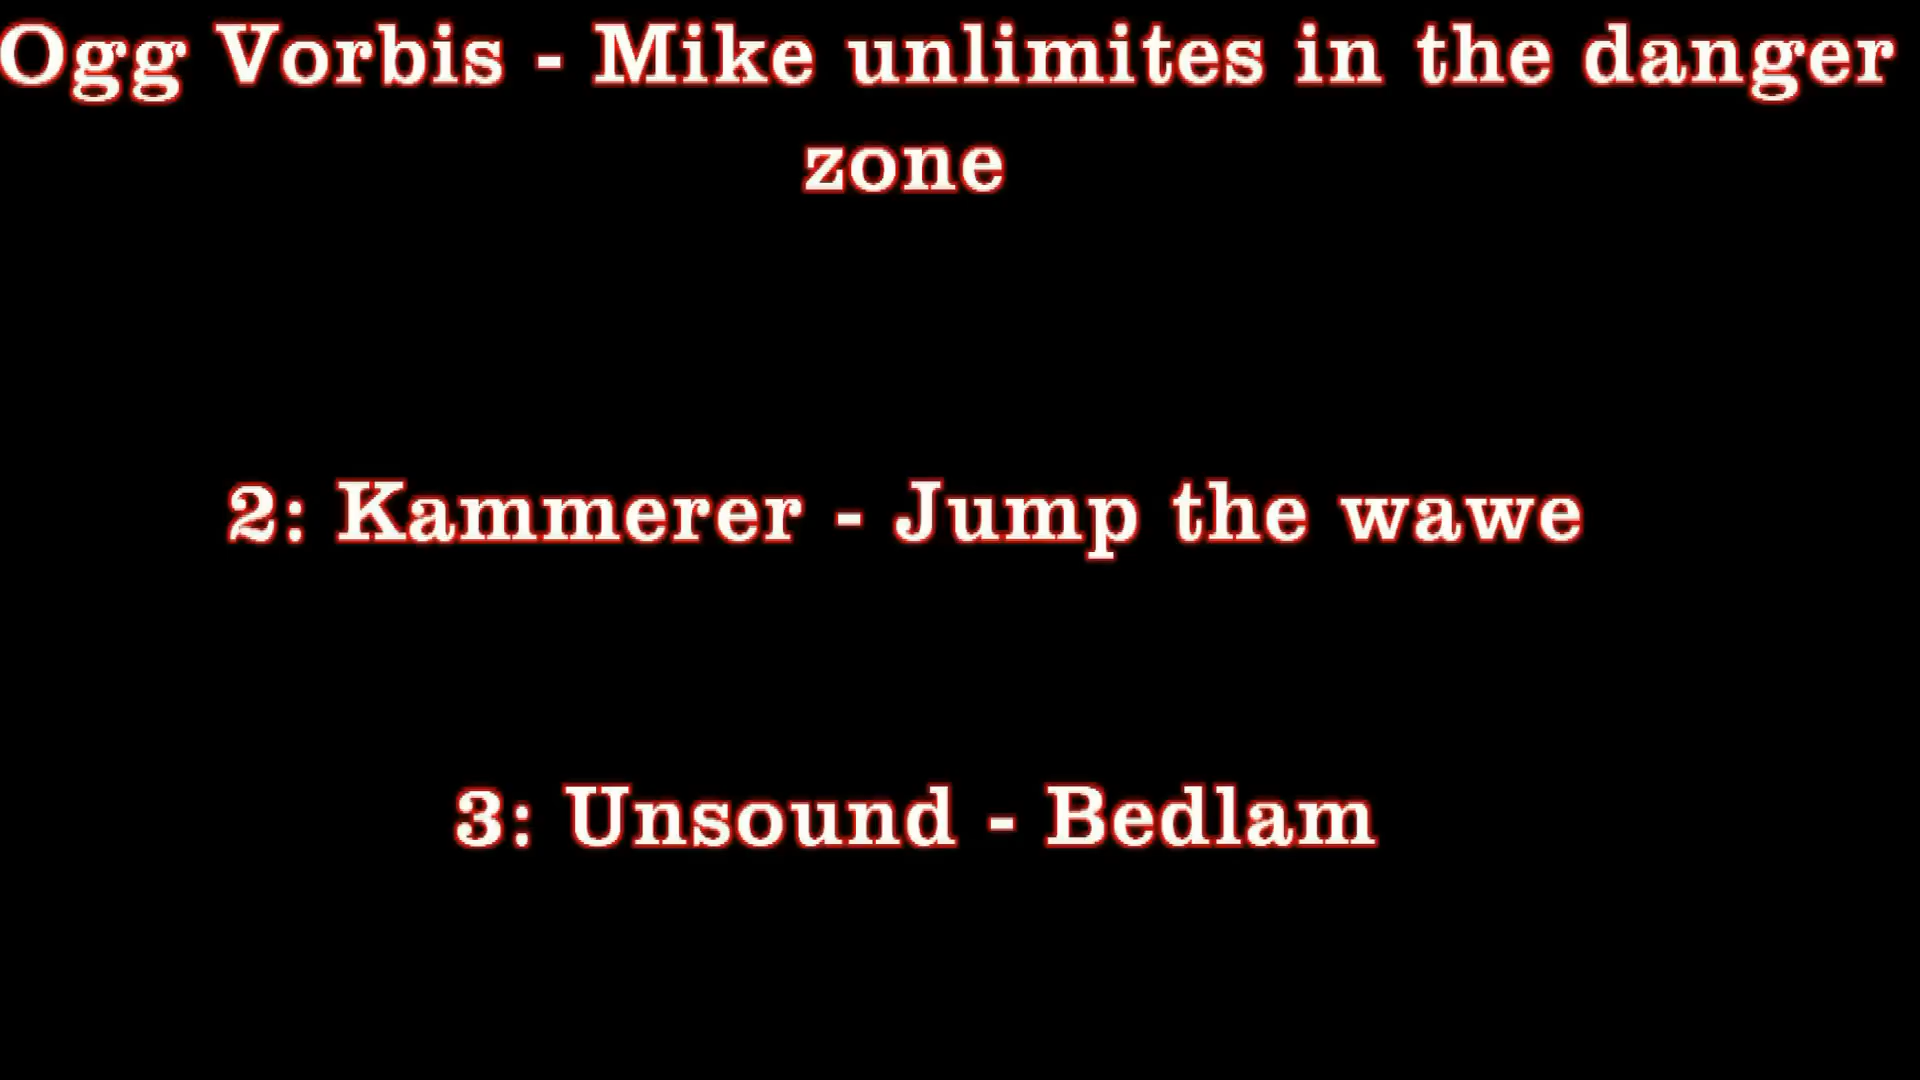 Ogg Vorbis - Mike unlimites in the danger
zone
2: Kammerer - Jump the wawe
3: Unsound - Bedlam